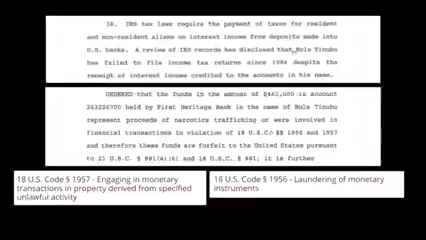 38. IRS tax laws require the payment of taxes for resident
and non-resident aliens on interest income from deposits made into
U.S. banks. A review of IRS records has disclosed that Bola Tinubu
has failed to file income tax returns since 1984 despite the
receipt of interest income credited to the accounts in his name.
ORDERED that the funds in the amount of $460,000 in account
263226700 held by First Heritage Bank in the name of Bola Tinubu
represent proceeds of narcotics trafficking or were involved in
financial transactions in violation of 18 U.S.C. §§ 1956 and 1957
and therefore these funds are forfeit to the United States pursuant
to 21 U.S.C. § 881(a)(6) and 18 U.S.C. § 981; it is further
18 U.S. Code § 1957 - Engaging in monetary
transactions in property derived from specified
unlawful activity
18 U.S. Code § 1956 - Laundering of monetary
instruments